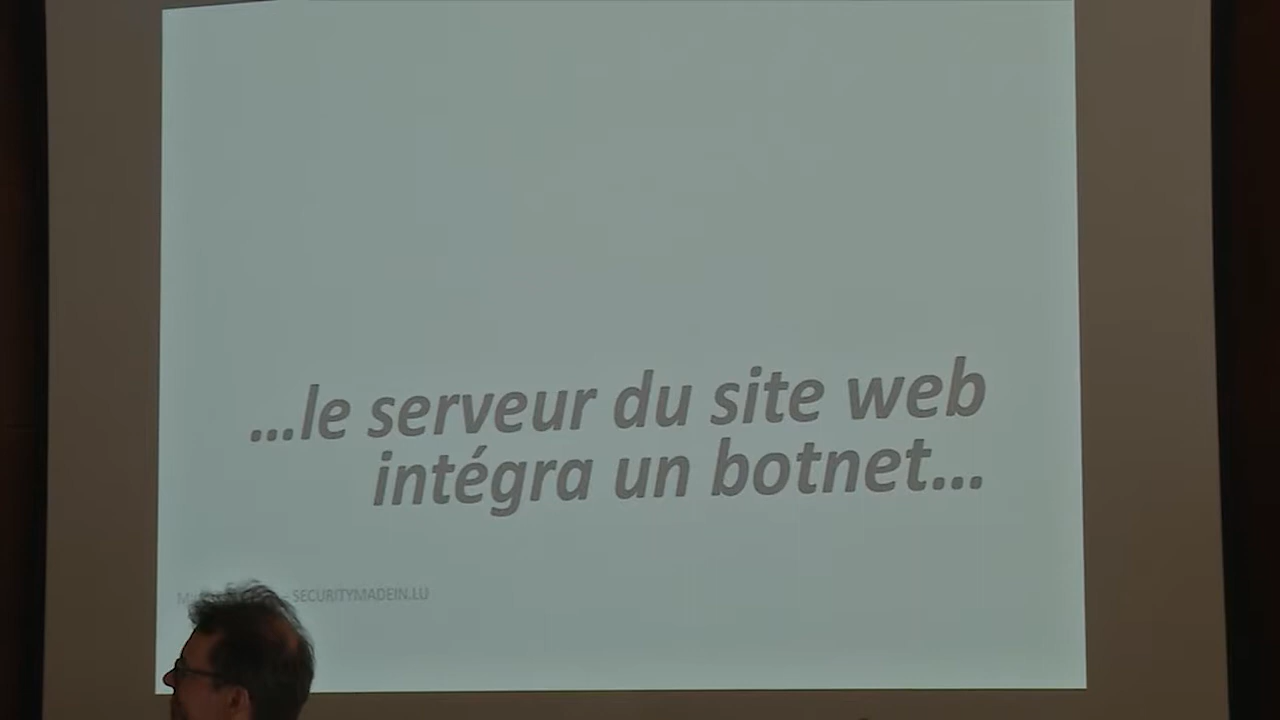 ...le serveur du site web
intégra un botnet...
SECURITYMADEIN.LU